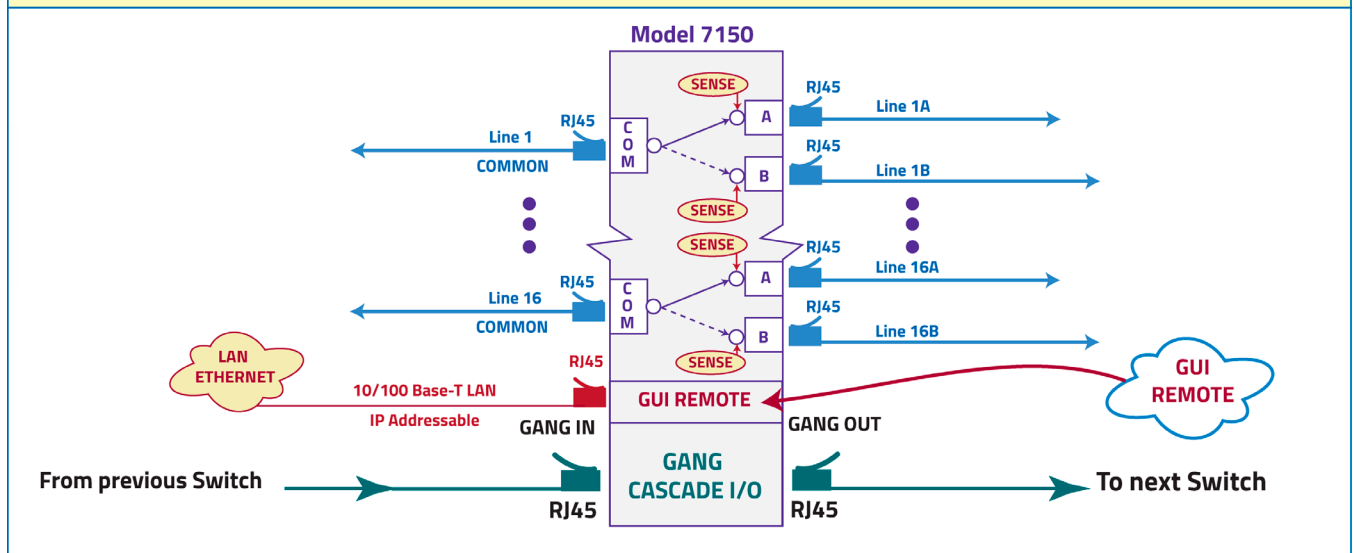 Model 7150
SENSE
RJ45
Line 1A
A
RJ45
Line 1
COMMON
COM
RJ45
Line 1B
B
SENSE
SENSE
RJ45
Line 16A
A
RJ45
Line 16
COMMON
COM
RJ45
Line 16B
B
SENSE
LAN
ETHERNET
RJ45
10/100 Base-T LAN
IP Addressable
GUI REMOTE
GUI
REMOTE
GANG IN
GANG OUT
From previous Switch
GANG
CASCADE I/O
To next Switch
RJ45
RJ45